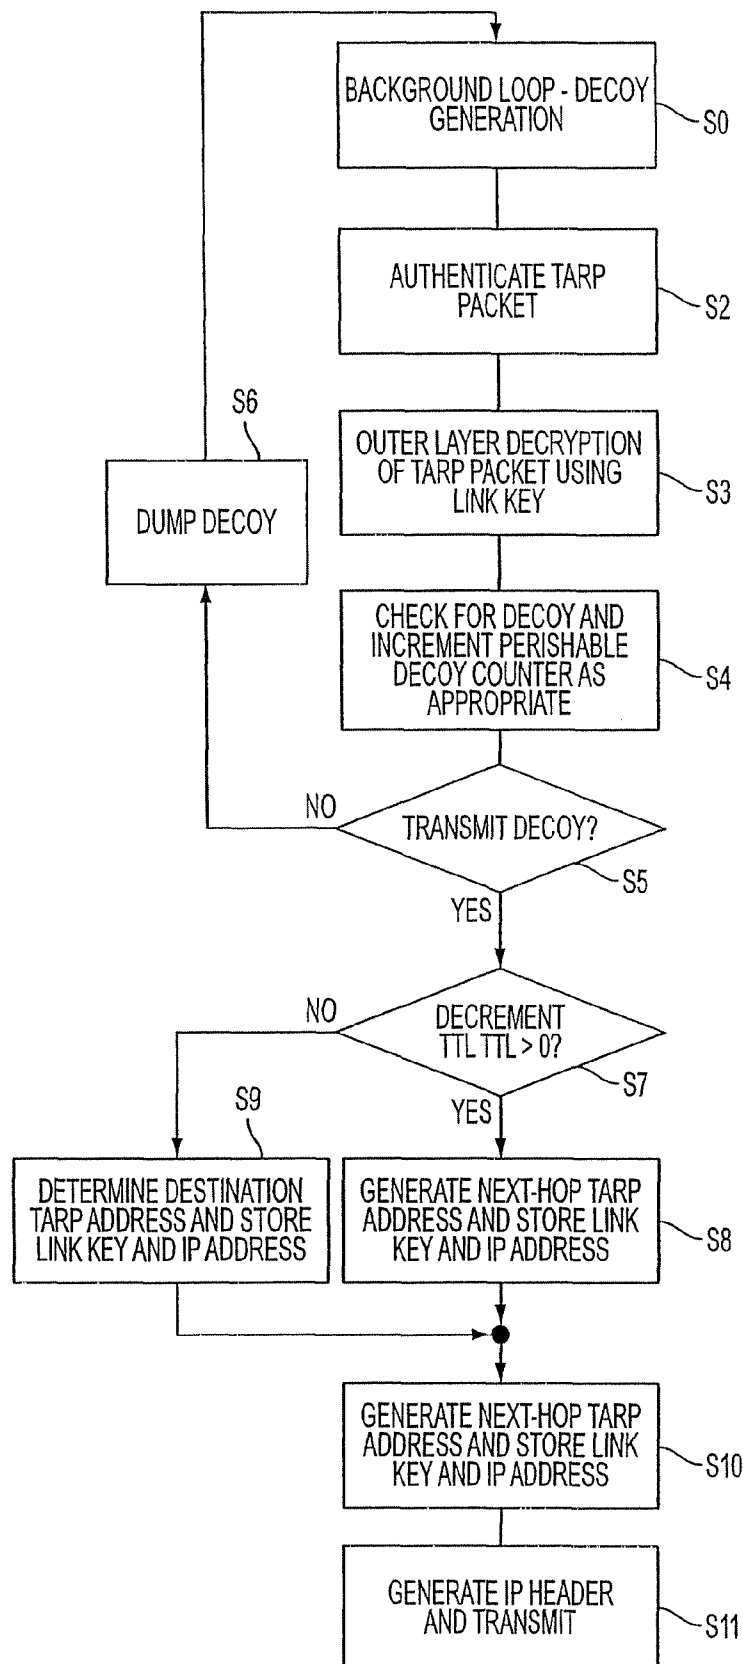 BACKGROUND LOOP - DECOY
GENERATION
S0
AUTHENTICATE TARP
PACKET
S2
OUTER LAYER DECRYPTION
OF TARP PACKET USING
LINK KEY
S3
S6
DUMP DECOY
CHECK FOR DECOY AND
INCREMENT PERISHABLE
DECOY COUNTER AS
APPROPRIATE
S4
NO
TRANSMIT DECOY?
S5
YES
NO
DECREMENT
TTL TTL > 0?
S7
YES
S9
DETERMINE DESTINATION
TARP ADDRESS AND STORE
LINK KEY AND IP ADDRESS
GENERATE NEXT-HOP TARP
ADDRESS AND STORE LINK
KEY AND IP ADDRESS
S8
GENERATE NEXT-HOP TARP
ADDRESS AND STORE LINK
KEY AND IP ADDRESS
S10
GENERATE IP HEADER
AND TRANSMIT
S11